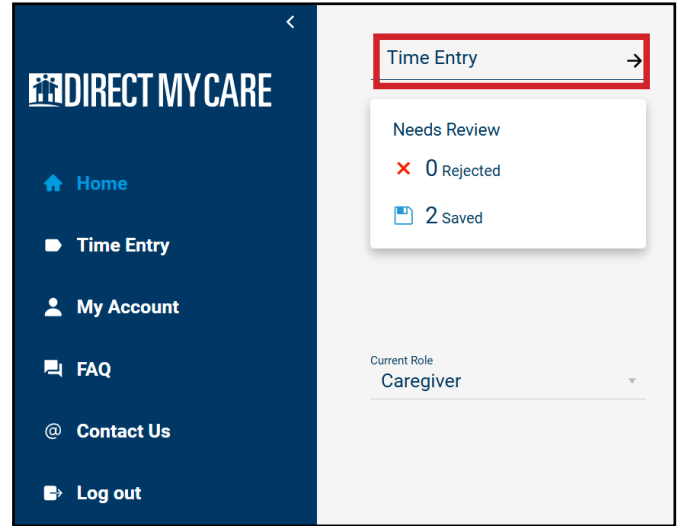 DIRECT MY CARE
Home
Time Entry
My Account
FAQ
@ Contact Us
Log out
Time Entry
Needs Review
0 Rejected
2 Saved
Current Role
Caregiver